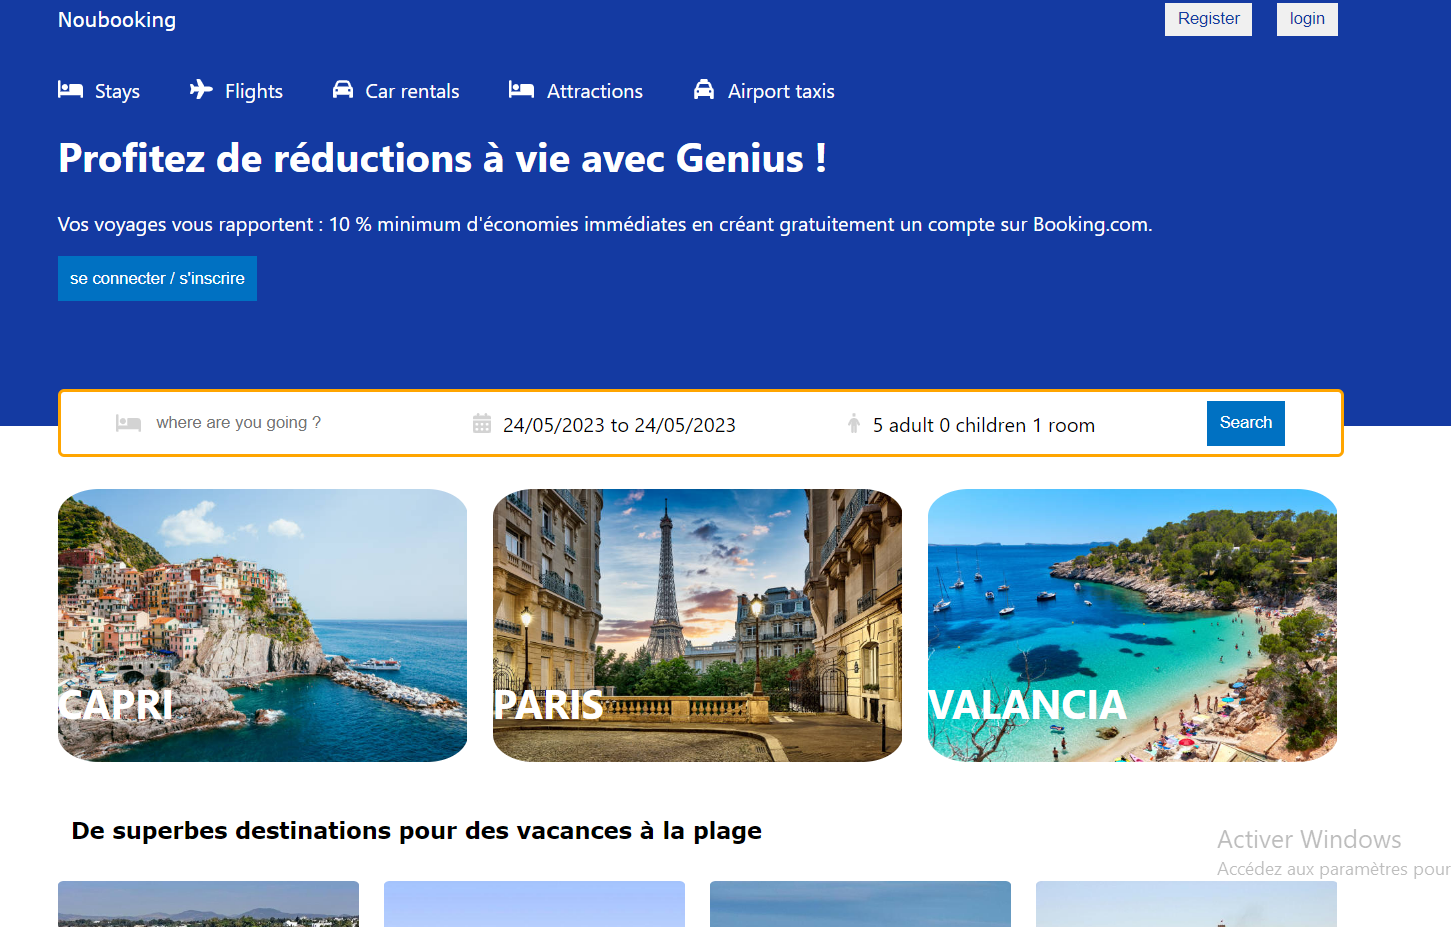 Noubooking
Register
login
Stays
Flights
Car rentals
Attractions
Airport taxis
Profitez de réductions à vie avec Genius !
Vos voyages vous rapportent : 10 % minimum d'économies immédiates en créant gratuitement un compte sur Booking.com.
se connecter / s'inscrire
where are you going ?
24/05/2023 to 24/05/2023
5 adult 0 children 1 room
Search
CAPRI
PARIS
VALANCIA
De superbes destinations pour des vacances à la plage
Activer Windows
Accédez aux paramètres pour